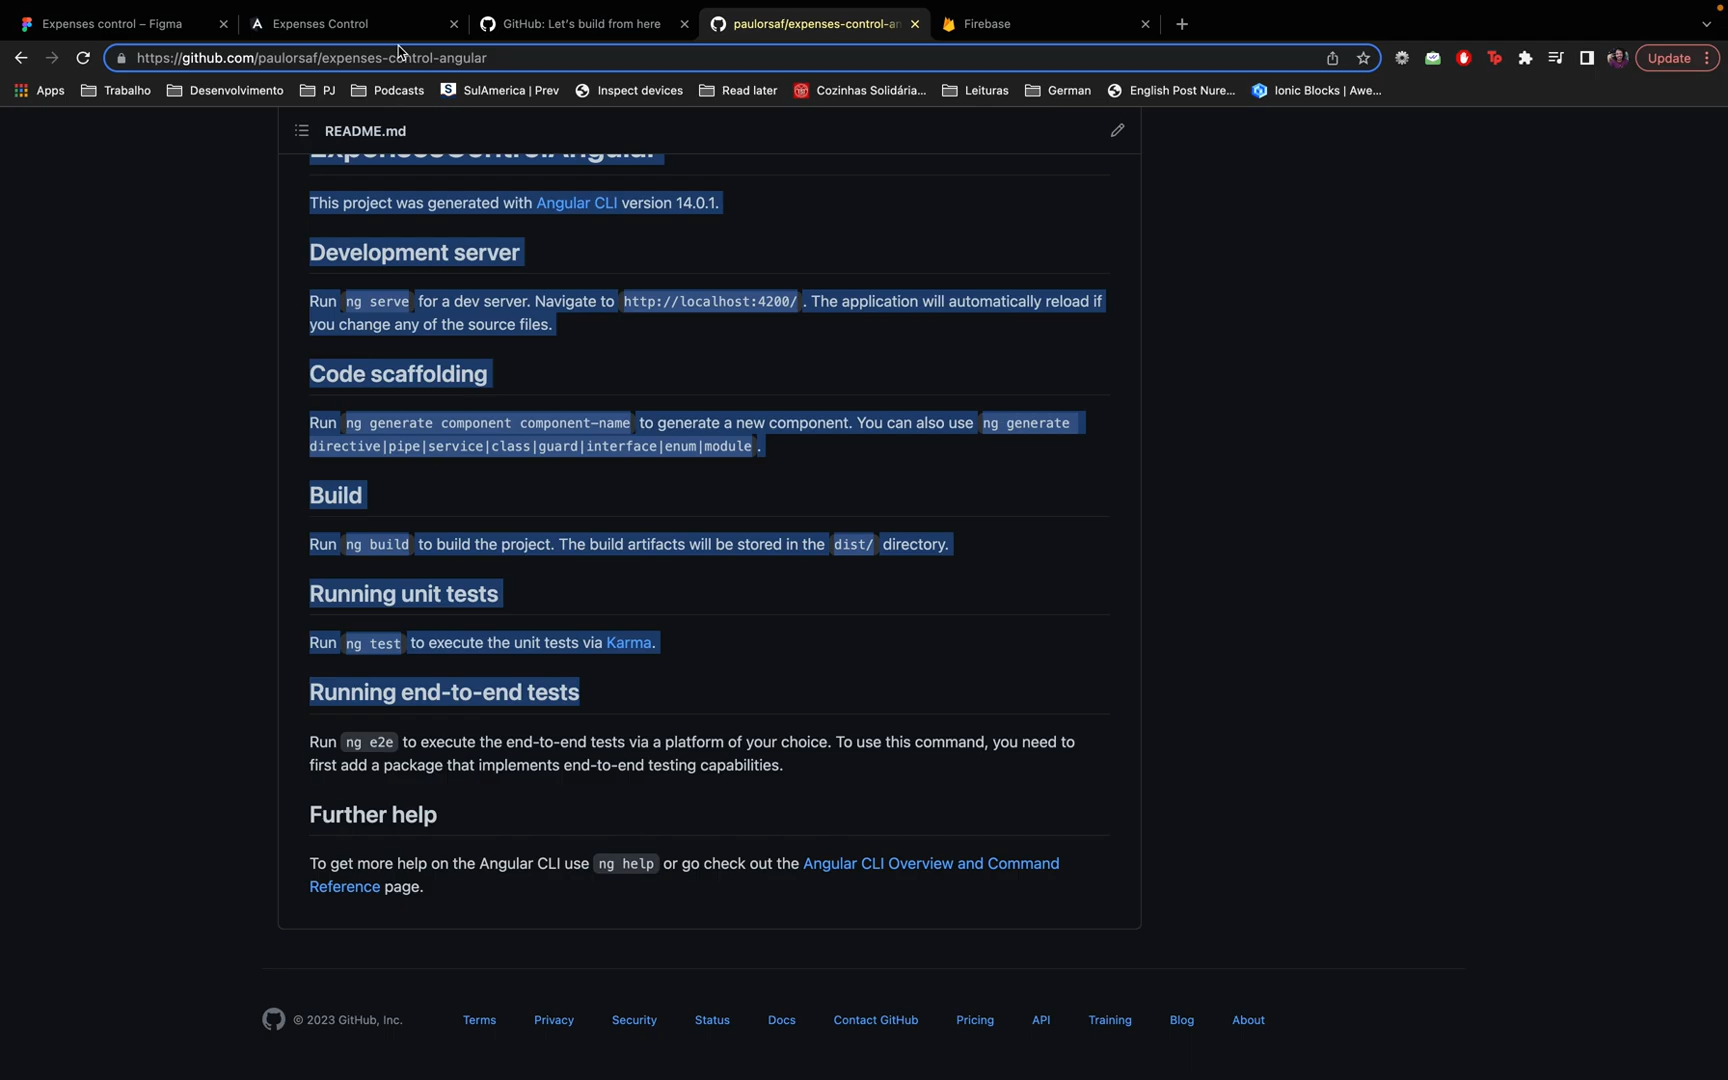 Expenses control – Figma
Expenses Control
GitHub: Let's build from here
paulorsaf/expenses-control-an
Firebase
https://github.com/paulorsaf/expenses-control-angular
Update
Apps
Trabalho
Desenvolvimento
PJ
Podcasts
SulAmerica | Prev
Inspect devices
Read later
Cozinhas Solidária...
Leituras
German
English Post Nure...
Ionic Blocks | Awe...
README.md
ExpensesControlAngular
This project was generated with Angular CLI version 14.0.1.
Development server
Run ng serve for a dev server. Navigate to http://localhost:4200/ . The application will automatically reload if
you change any of the source files.
Code scaffolding
Run ng generate component component-name to generate a new component. You can also use ng generate
directive|pipe|service|class|guard|interface|enum|module .
Build
Run ng build to build the project. The build artifacts will be stored in the dist/ directory.
Running unit tests
Run ng test to execute the unit tests via Karma.
Running end-to-end tests
Run ng e2e to execute the end-to-end tests via a platform of your choice. To use this command, you need to
first add a package that implements end-to-end testing capabilities.
Further help
To get more help on the Angular CLI use ng help or go check out the Angular CLI Overview and Command
Reference page.
© 2023 GitHub, Inc.
Terms
Privacy
Security
Status
Docs
Contact GitHub
Pricing
API
Training
Blog
About